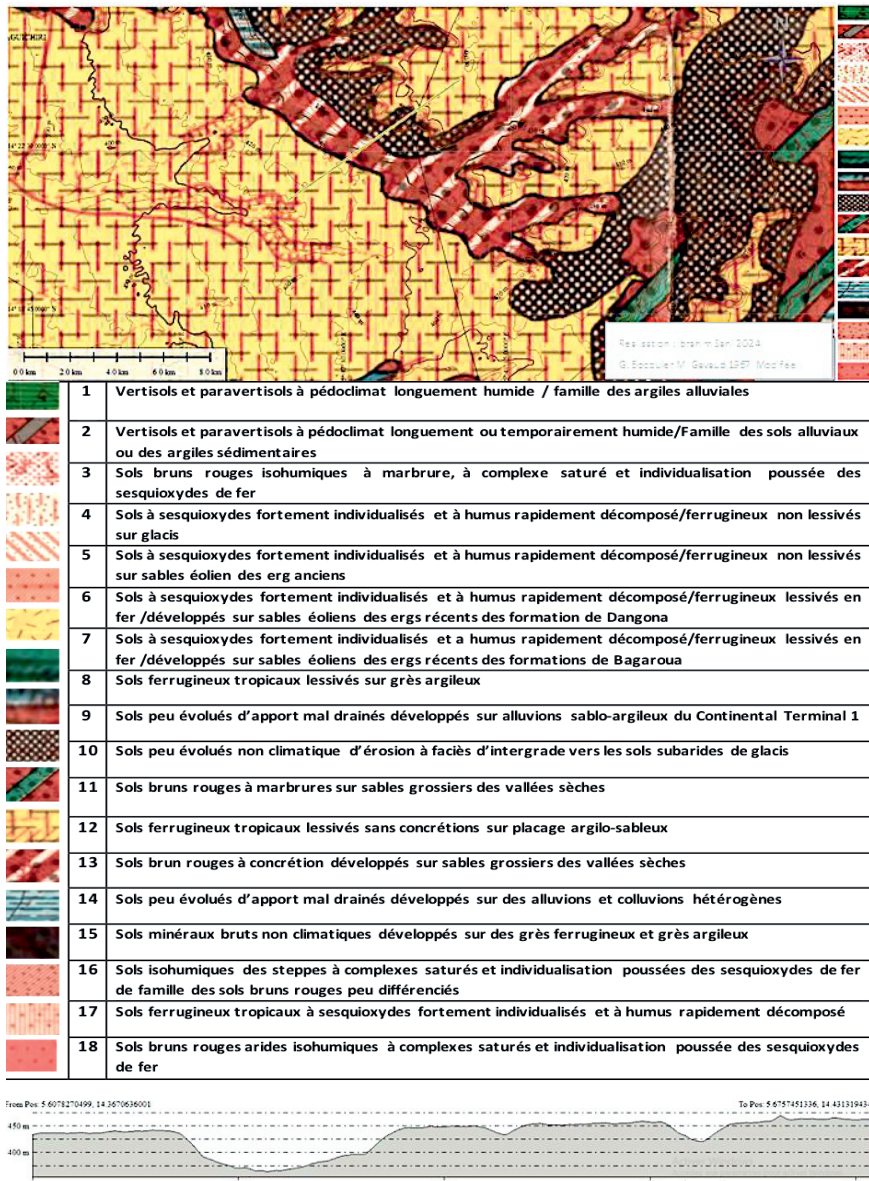 N
0 0 km 2 0 km 4 0 km 6 0 km 8 0 km
2024
1 Vertisols et paravertisols à pédoclimat longuement humide / famille des argiles alluviales
2 Vertisols et paravertisols à pédoclimat longuement ou temporairement humide/Famille des sols alluviaux
ou des argiles sédimentaires
3 Sols bruns rouges isohumiques à marbrure, à complexe saturé et individualisation poussée des
sesquioxydes de fer
4 Sols à sesquioxydes fortement individualisés et à humus rapidement décomposé/ferrugineux non lessivés
sur glacis
5 Sols à sesquioxydes fortement individualisés et à humus rapidement décomposé/ferrugineux non lessivés
sur sables éolien des erg anciens
6 Sols à sesquioxydes fortement individualisés et à humus rapidement décomposé/ferrugineux lessivés en
fer /développés sur sables éoliens des ergs récents des formation de Dangona
7 Sols à sesquioxydes fortement individualisés et a humus rapidement décomposé/ferrugineux lessivés en
fer /développés sur sables éoliens des ergs récents des formations de Bagaroua
8 Sols ferrugineux tropicaux lessivés sur grès argileux
9 Sols peu évolués d’apport mal drainés développés sur alluvions sablo-argileux du Continental Terminal 1
10 Sols peu évolués non climatique d’érosion à faciès d’intergrade vers les sols subarides de glacis
11 Sols bruns rouges à marbrures sur sables grossiers des vallées sèches
12 Sols ferrugineux tropicaux lessivés sans concrétions sur placage argilo-sableux
13 Sols brun rouges à concrétion développés sur sables grossiers des vallées sèches
14 Sols peu évolués d’apport mal drainés développés sur des alluvions et colluvions hétérogènes
15 Sols minéraux bruts non climatiques développés sur des grès ferrugineux et grès argileux
16 Sols isohumiques des steppes à complexes saturés et individualisation poussées des sesquioxydes de fer
de famille des sols bruns rouges peu différenciés
17 Sols ferrugineux tropicaux à sesquioxydes fortement individualisés et à humus rapidement décomposé
18 Sols bruns rouges arides isohumiques à complexes saturés et individualisation poussée des sesquioxydes
de fer
From Pos: 5.6078270499, 14.3670636001 To Pos: 5.6757451336, 14.431319434
450 m
400 m